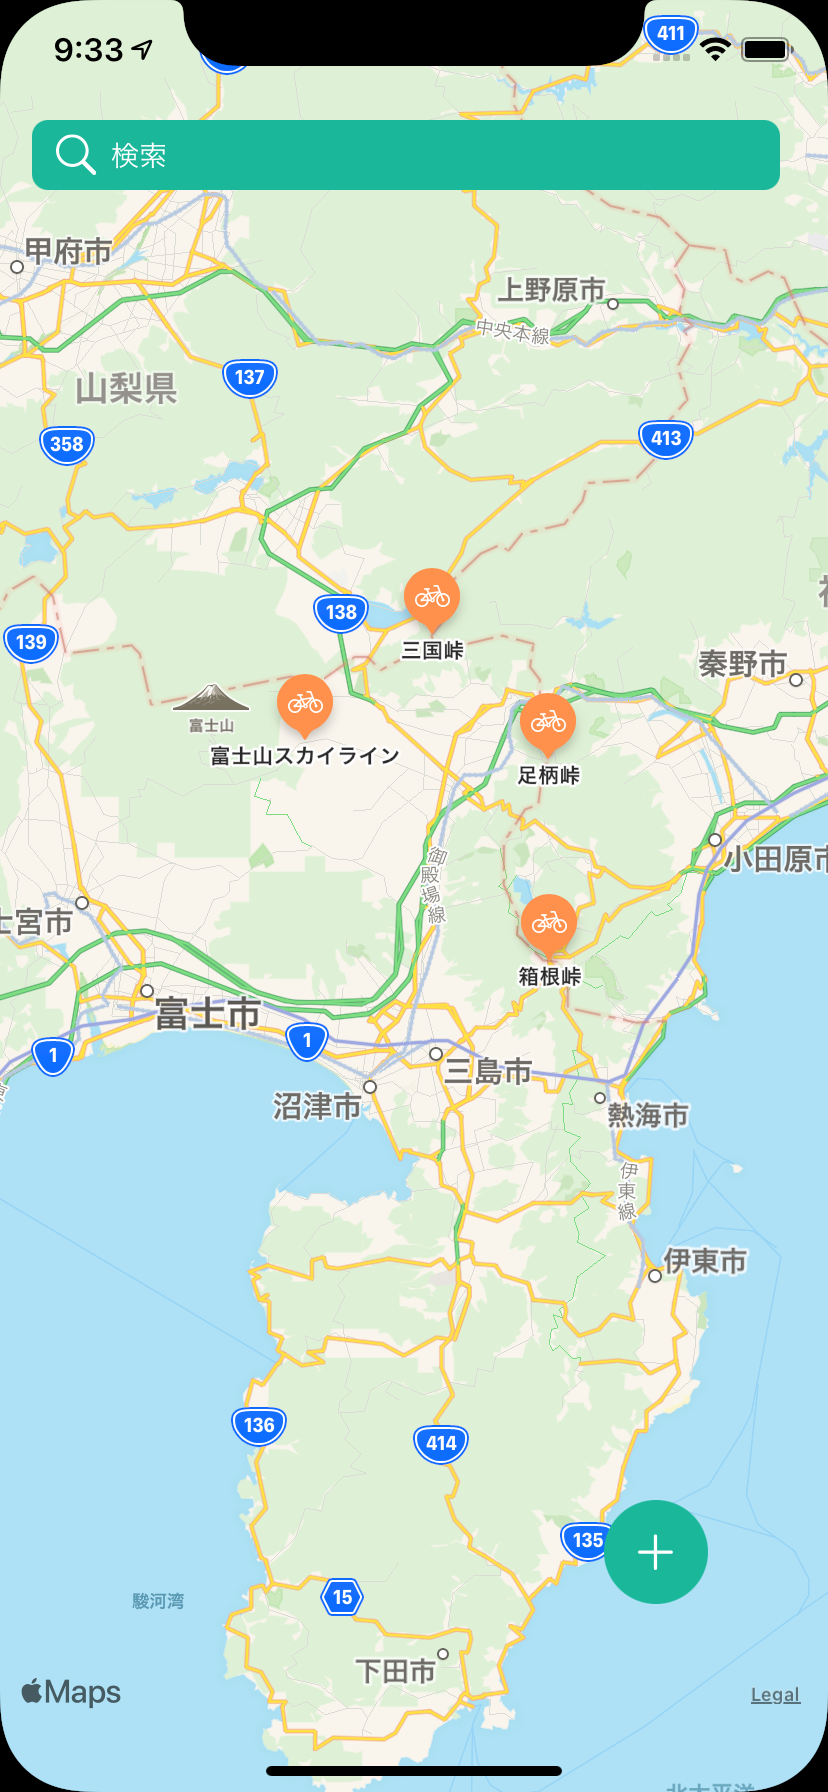 9:33
411
検索
甲府市
上野原市
中央本線
山梨県
137
358
413
138
139
三国峠
秦野市
富士山
富士山スカイライン
足柄峠
小田原市
御殿場線
士宮市
箱根峠
富士市
1
1
三島市
沼津市
熱海市
伊東線
伊東市
136
414
135
15
駿河湾
下田市
Maps
Legal